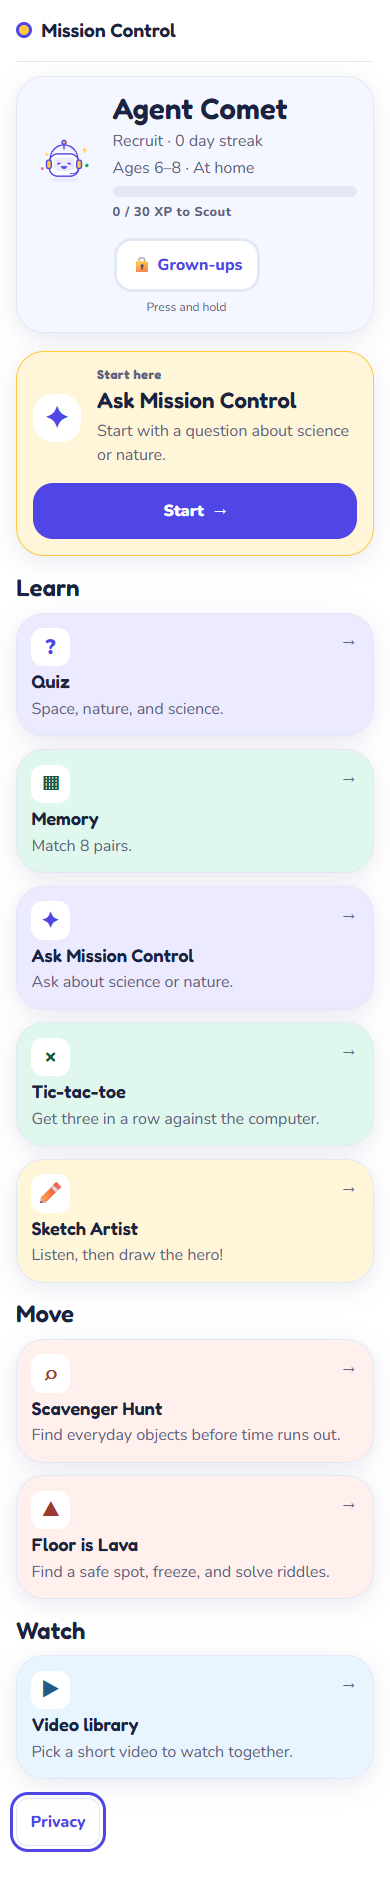 Mission Control
Agent Comet
Recruit · 0 day streak
Ages 6–8 · At home
0 / 30 XP to Scout
🔒 Grown-ups
Press and hold
Start here
Ask Mission Control
Start with a question about science
or nature.
Start →
Learn
?
→
Quiz
Space, nature, and science.
→
Memory
Match 8 pairs.
→
Ask Mission Control
Ask about science or nature.
×
→
Tic-tac-toe
Get three in a row against the computer.
→
Sketch Artist
Listen, then draw the hero!
Move
→
Scavenger Hunt
Find everyday objects before time runs out.
→
Floor is Lava
Find a safe spot, freeze, and solve riddles.
Watch
→
Video library
Pick a short video to watch together.
Privacy